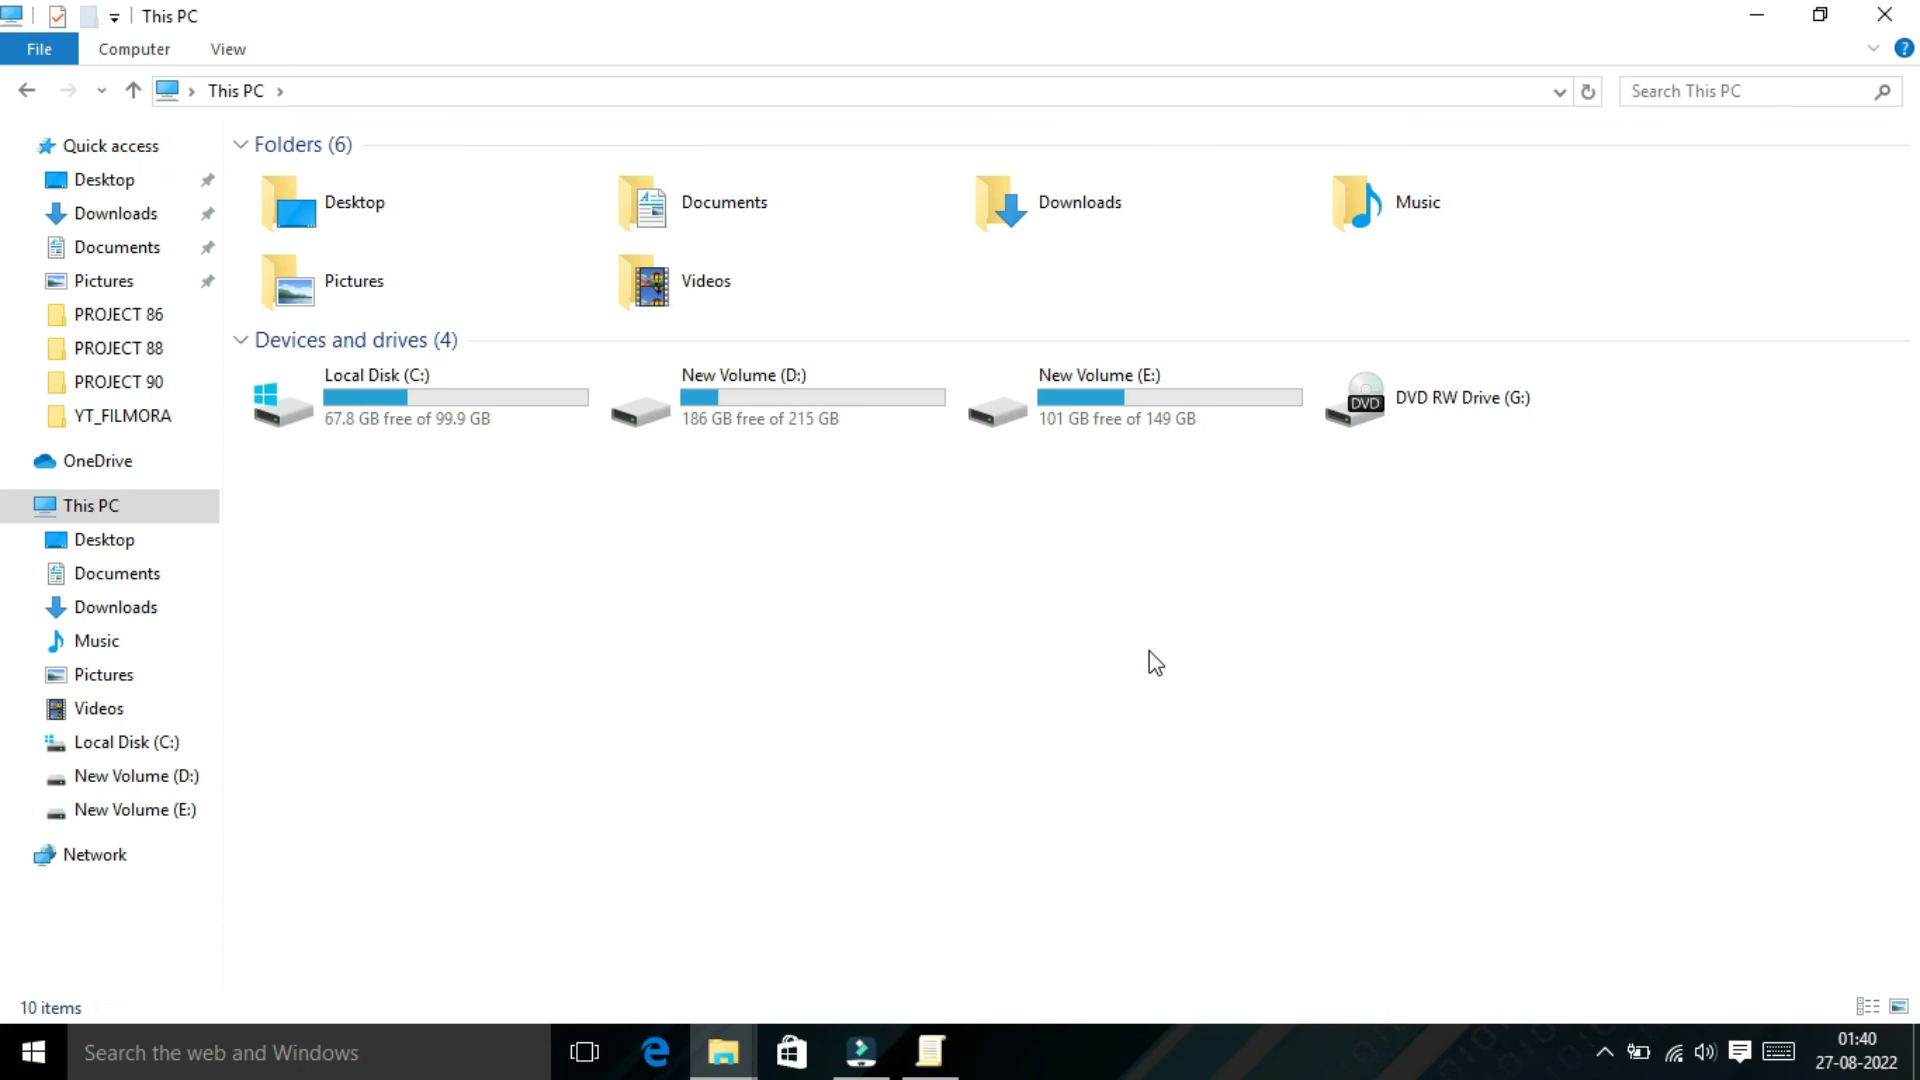 This PC
File
Computer
View
This PC
Search This PC
Quick access
Desktop
Downloads
Documents
Pictures
PROJECT 86
PROJECT 88
PROJECT 90
YT_FILMORA
OneDrive
This PC
Desktop
Documents
Downloads
Music
Pictures
Videos
Local Disk (C:)
New Volume (D:)
New Volume (E:)
Network
Folders (6)
Desktop
Documents
Downloads
Music
Pictures
Videos
Devices and drives (4)
Local Disk (C:)
67.8 GB free of 99.9 GB
New Volume (D:)
186 GB free of 215 GB
New Volume (E:)
101 GB free of 149 GB
DVD
DVD RW Drive (G:)
10 items
Search the web and Windows
01:40
27-08-2022